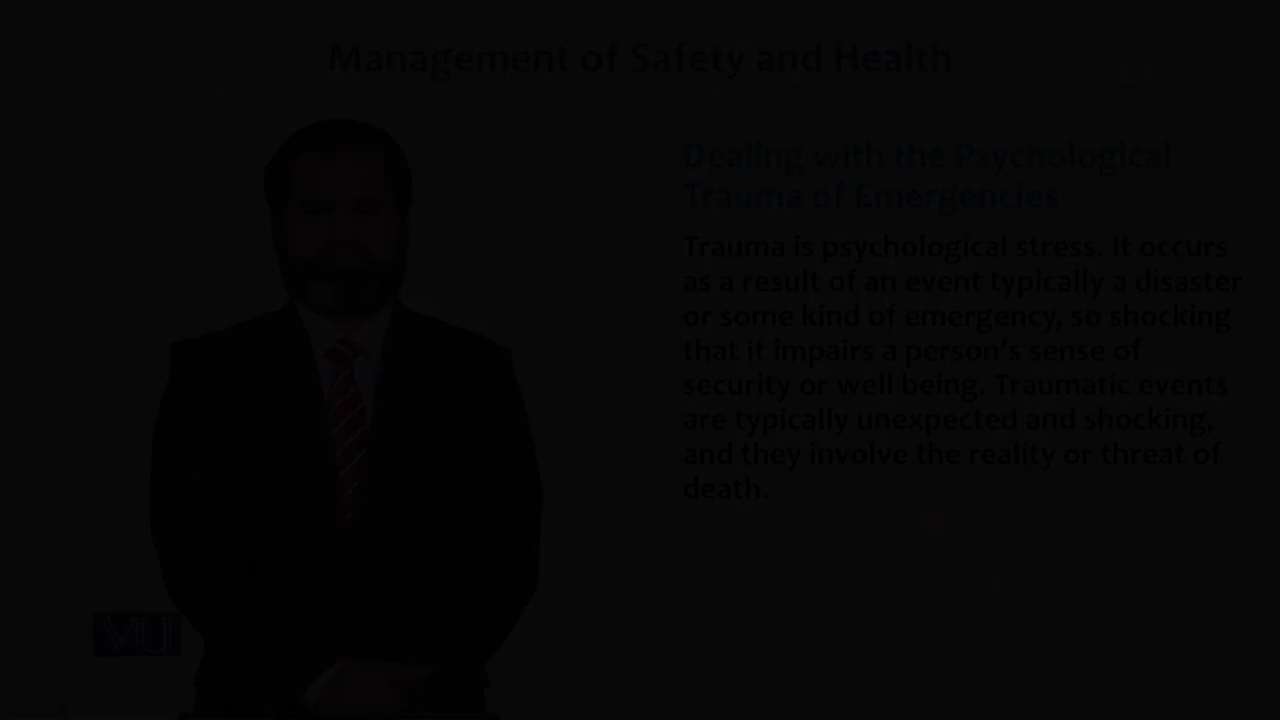 Management of Safety and Health
Dealing with the Psychological
Trauma of Emergencies
Trauma is psychological stress. It occurs
as a result of an event typically a disaster
or some kind of emergency, so shocking
that it impairs a person's sense of
security or well being. Traumatic events
are typically unexpected and shocking,
and they involve the reality or threat of
death.
VU